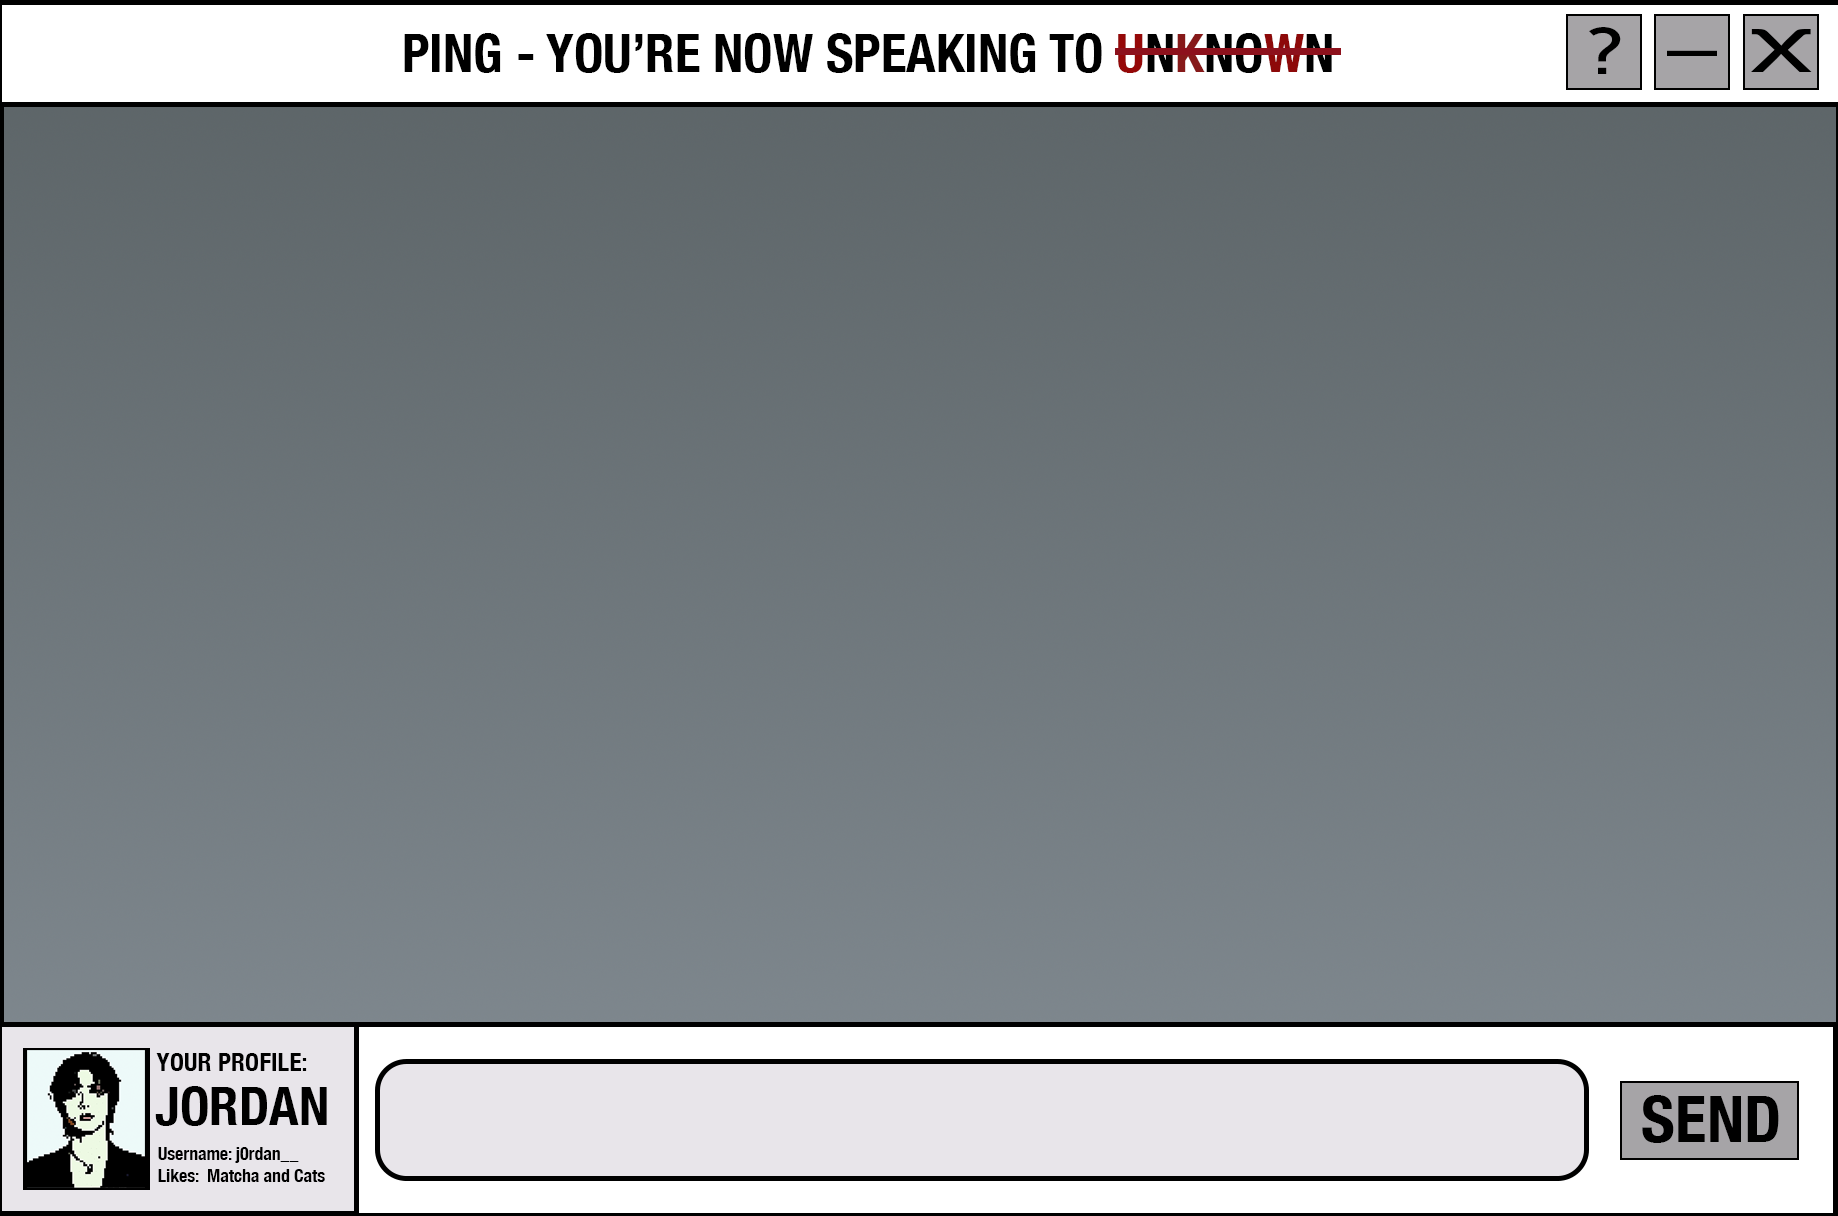 PING - YOU’RE NOW SPEAKING TO UNKNOWN
?
X
YOUR PROFILE:
JORDAN
Username: j0rdan__
Likes: Matcha and Cats
SEND